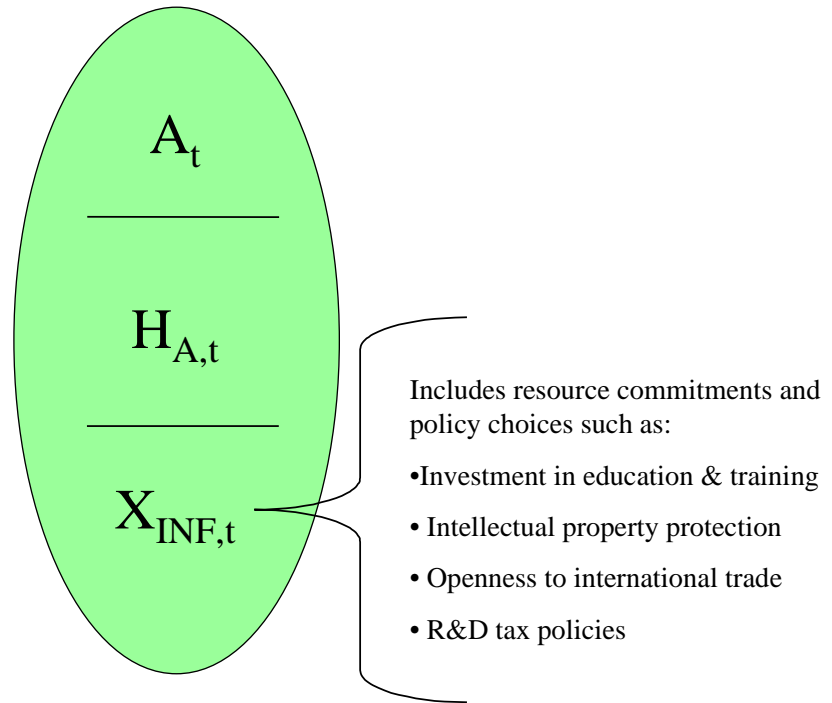 A_t
H_A,t
X_INF,t
Includes resource commitments and
policy choices such as:
•Investment in education & training
• Intellectual property protection
• Openness to international trade
• R&D tax policies